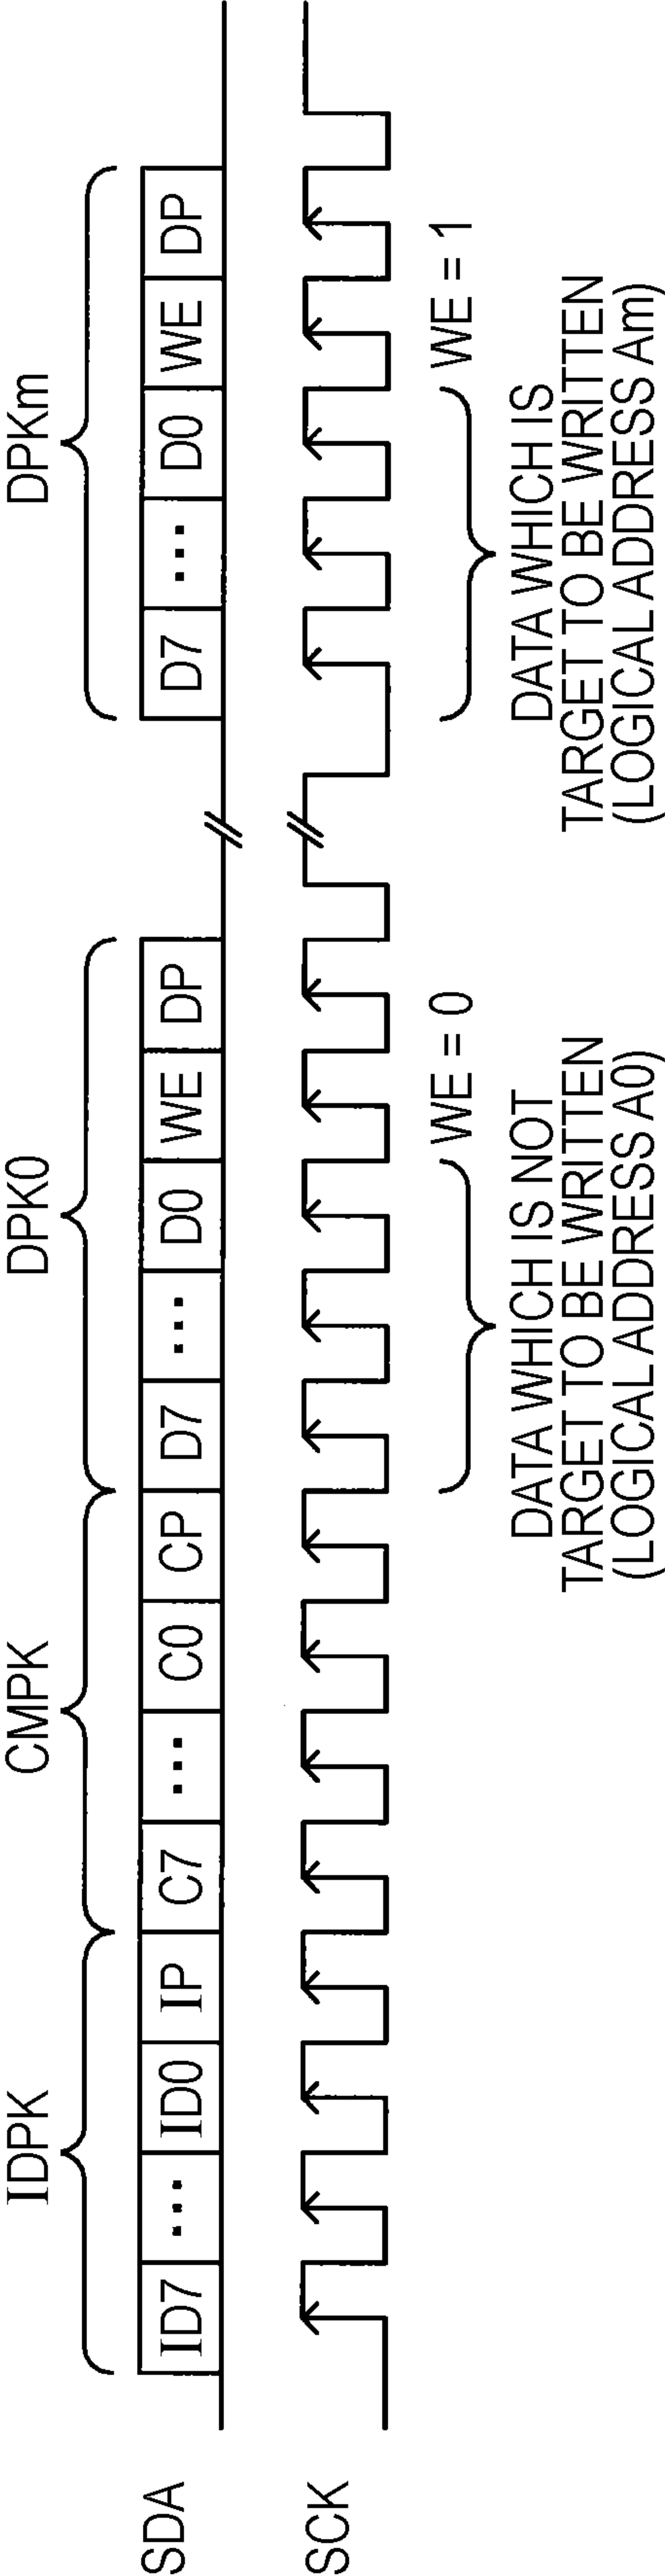 IDPK CMPK DPK0 DPKm
SDA ID7 ... ID0 IP C7 ... C0 CP D7 ... D0 WE DP D7 ... D0 WE DP
SCK
WE = 0 WE = 1
DATA WHICH IS NOT
TARGET TO BE WRITTEN
(LOGICAL ADDRESS A0)
DATA WHICH IS
TARGET TO BE WRITTEN
(LOGICAL ADDRESS Am)